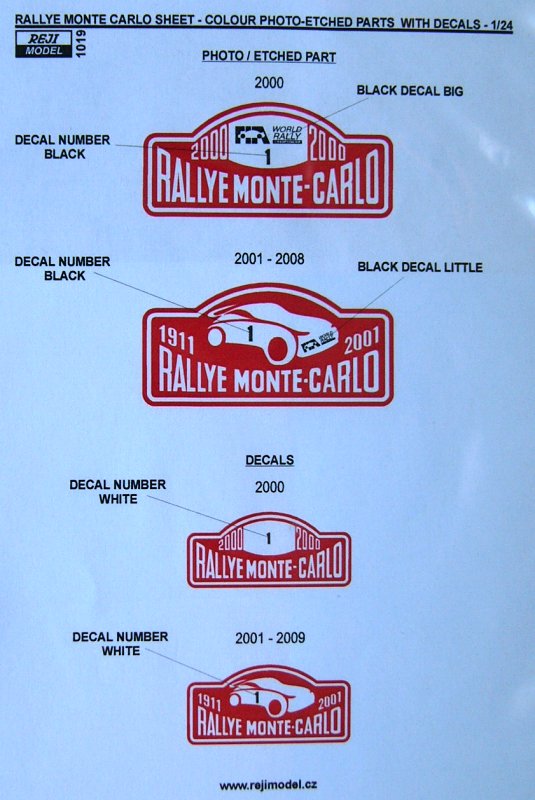 RALLYE MONTE CARLO SHEET - COLOUR PHOTO-ETCHED PARTS WITH DECALS - 1/24
REJI
MODEL
1019
PHOTO / ETCHED PART
2000
BLACK DECAL BIG
DECAL NUMBER
BLACK
2000 1 2000
FIA WORLD
RALLY
RALLYE MONTE-CARLO
2001 - 2008
DECAL NUMBER
BLACK
BLACK DECAL LITTLE
1911 1 FIA 2001
RALLYE MONTE-CARLO
DECALS
2000
DECAL NUMBER
WHITE
2000 1 2000
RALLYE MONTE-CARLO
2001 - 2009
DECAL NUMBER
WHITE
1911 1 2001
RALLYE MONTE-CARLO
www.rejimodel.cz